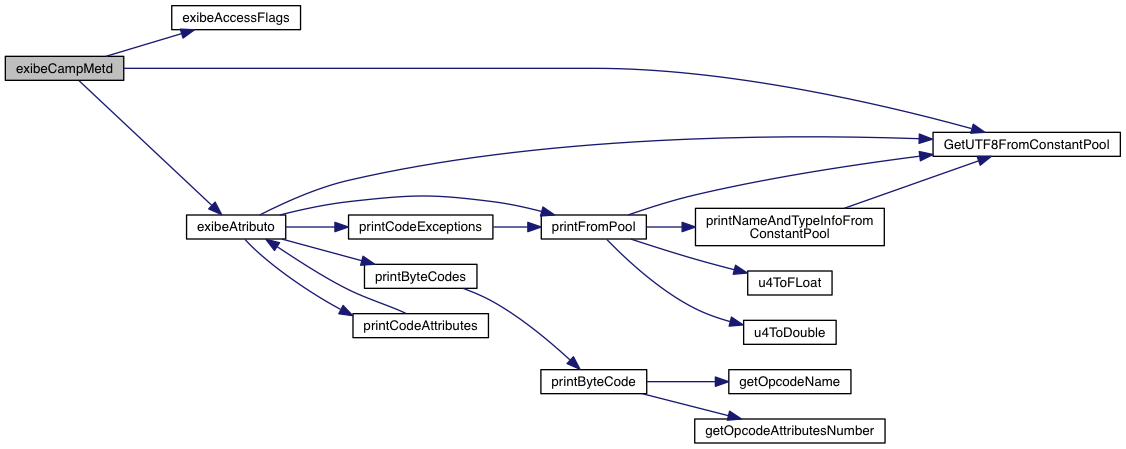 exibeAccessFlags
exibeCampMetd
GetUTF8FromConstantPool
exibeAtributo
printCodeExceptions
printFromPool
printNameAndTypeInfoFrom
ConstantPool
printByteCodes
u4ToFLoat
printCodeAttributes
u4ToDouble
printByteCode
getOpcodeName
getOpcodeAttributesNumber